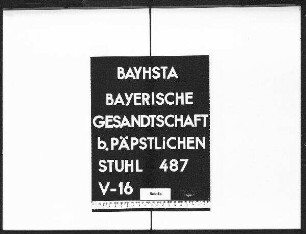 BAYHSTA
BAYERISCHE
GESANDTSCHAFT
b. PÄPSTLiCHEN
STUHL 487
V-16